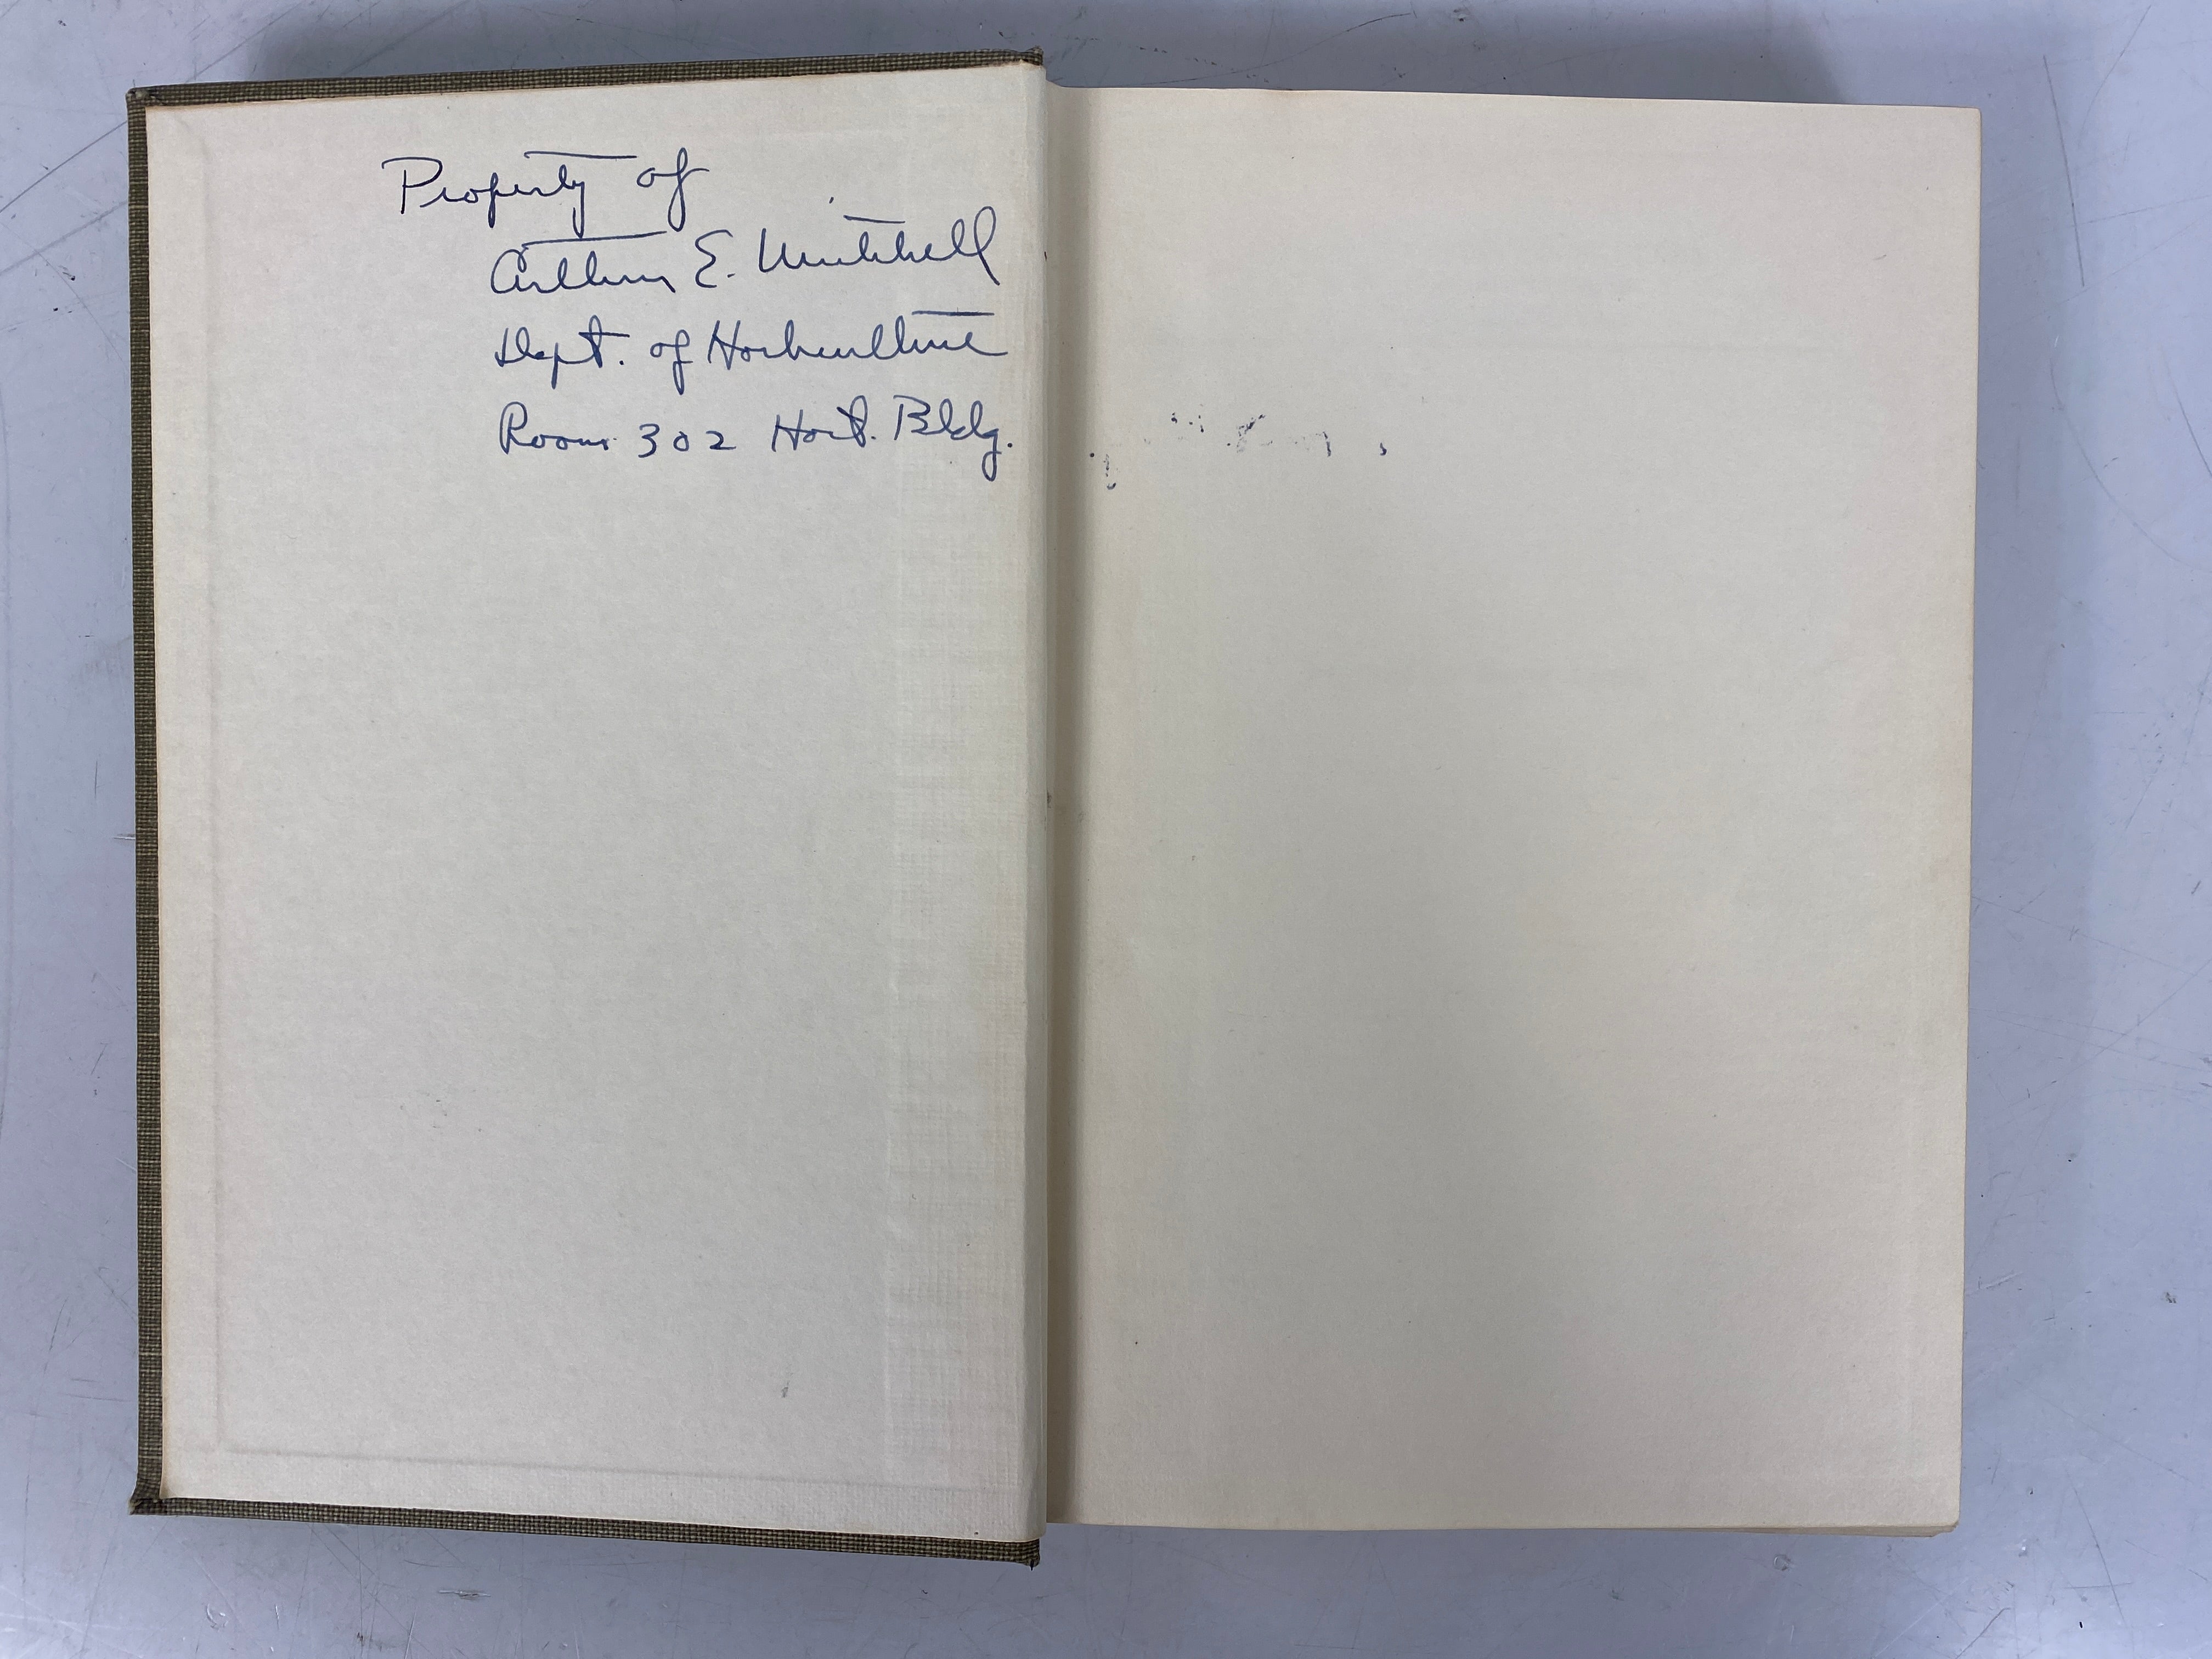 Property of
Arthur E. Mitchell
Dept. of Horticulture
Room 302 Hort. Bldg.